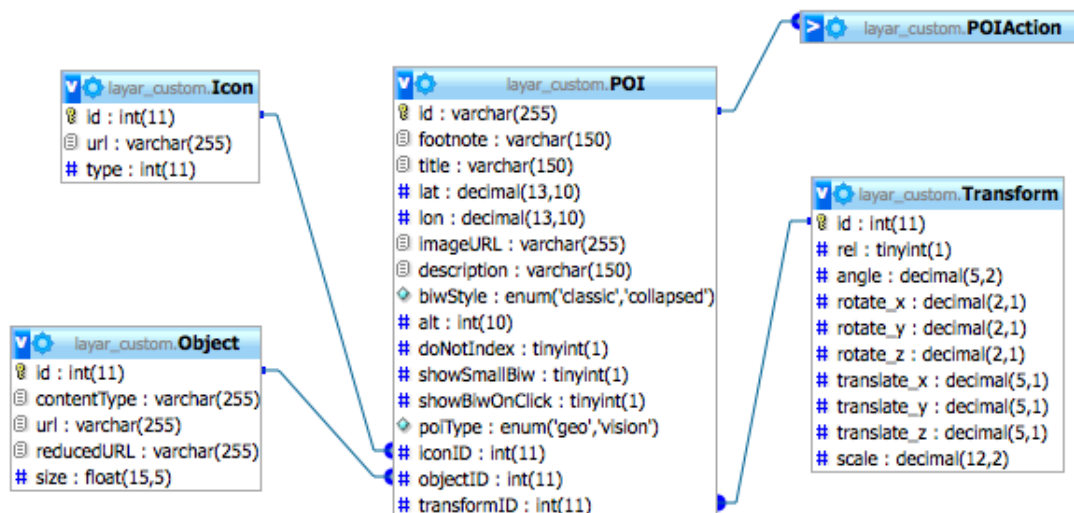 layar_custom.POIAction
layar_custom.Icon
id : int(11)
url : varchar(255)
# type : int(11)
layar_custom.POI
id : varchar(255)
footnote : varchar(150)
title : varchar(150)
# lat : decimal(13,10)
# lon : decimal(13,10)
imageURL : varchar(255)
description : varchar(150)
biwStyle : enum('classic','collapsed')
# alt : int(10)
# doNotIndex : tinyint(1)
# showSmallBiw : tinyint(1)
# showBiwOnClick : tinyint(1)
poiType : enum('geo','vision')
# iconID : int(11)
# objectID : int(11)
# transformID : int(11)
layar_custom.Transform
id : int(11)
# rel : tinyint(1)
# angle : decimal(5,2)
# rotate_x : decimal(2,1)
# rotate_y : decimal(2,1)
# rotate_z : decimal(2,1)
# translate_x : decimal(5,1)
# translate_y : decimal(5,1)
# translate_z : decimal(5,1)
# scale : decimal(12,2)
layar_custom.Object
id : int(11)
contentType : varchar(255)
url : varchar(255)
reducedURL : varchar(255)
# size : float(15,5)